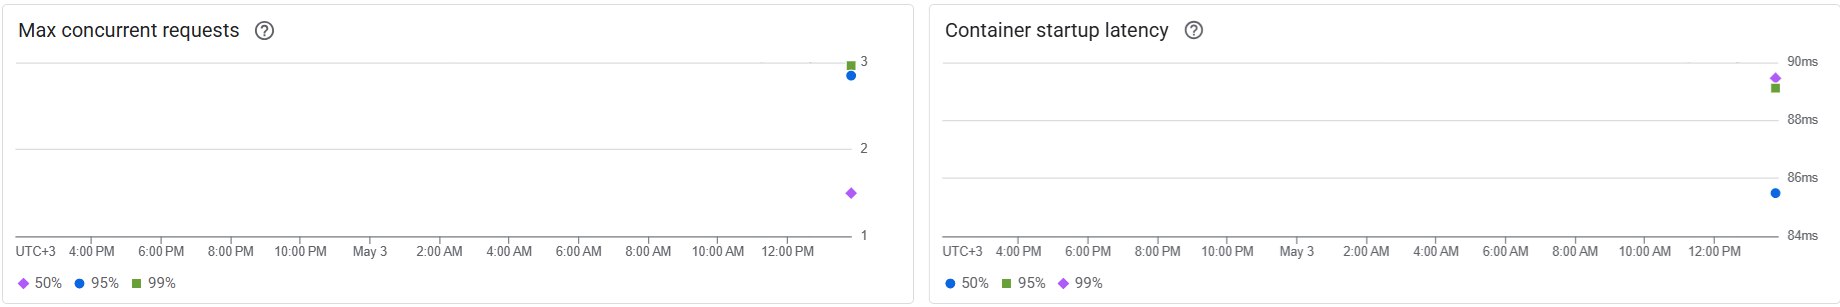 Max concurrent requests
3
2
1
UTC+3 4:00 PM 6:00 PM 8:00 PM 10:00 PM May 3 2:00 AM 4:00 AM 6:00 AM 8:00 AM 10:00 AM 12:00 PM
50% 95% 99%
Container startup latency
90ms
88ms
86ms
84ms
UTC+3 4:00 PM 6:00 PM 8:00 PM 10:00 PM May 3 2:00 AM 4:00 AM 6:00 AM 8:00 AM 10:00 AM 12:00 PM
50% 95% 99%